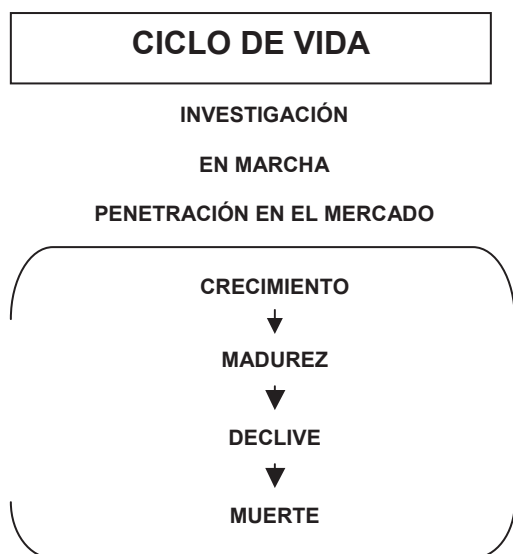 CICLO DE VIDA
INVESTIGACIÓN
EN MARCHA
PENETRACIÓN EN EL MERCADO
CRECIMIENTO
MADUREZ
DECLIVE
MUERTE